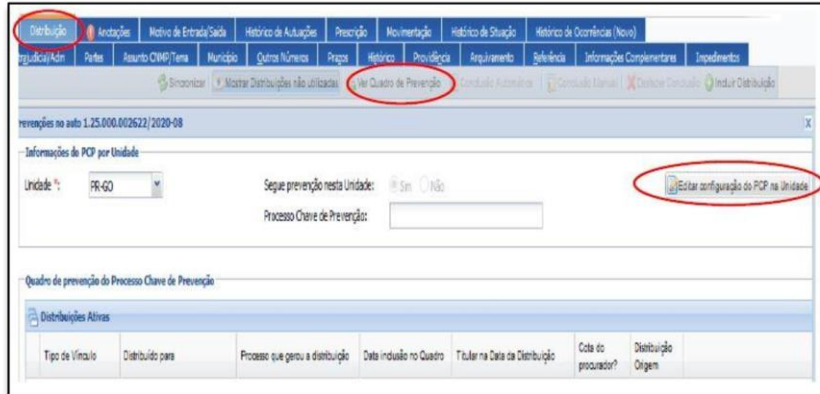 Distribuição Anotações Motivo de Entrada/Saída Histórico de Autuações Prescrição Movimentação Histórico de Situação Histórico de Ocorrências (Novo)
trajudicial/Adm Partes Assunto CNMP/Tema Município Outros Números Prazos Histórico Providência Arquivamento Referência Informações Complementares Impedimentos
Sincronizar Mostrar Distribuições não utilizadas Ver Quadro de Prevenção Conclusão Automática Conclusão Manual Desfazer Conclusão Incluir Distribuição
revenções no auto 1.25.000.002622/2020-08 X
Informações do PCP por Unidade
Unidade *: PR-GO Segue prevenção nesta Unidade: Sim Não Editar configuração do PCP na Unidade
Processo Chave de Prevenção:
Quadro de prevenção do Processo Chave de Prevenção
Distribuições Ativas
Tipo de Vínculo Distribuído para Processo que gerou a distribuição Data inclusão no Quadro Titular na Data da Distribuição Cota do procurador? Distribuição Origem